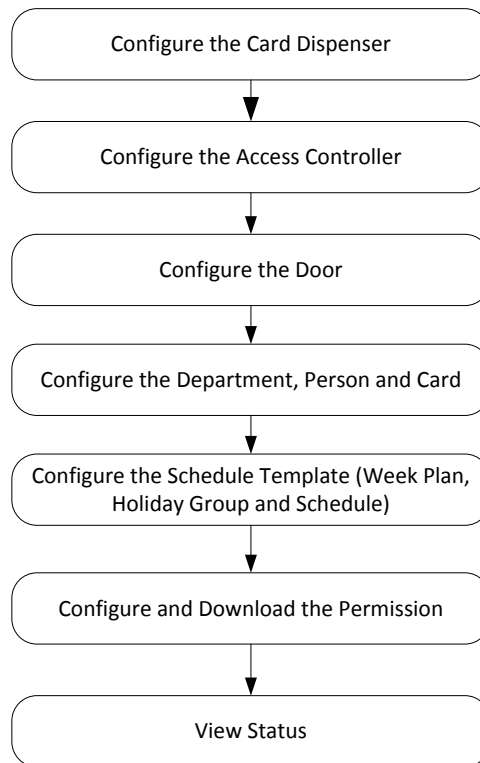 Configure the Card Dispenser
Configure the Access Controller
Configure the Door
Configure the Department, Person and Card
Configure the Schedule Template (Week Plan,
Holiday Group and Schedule)
Configure and Download the Permission
View Status